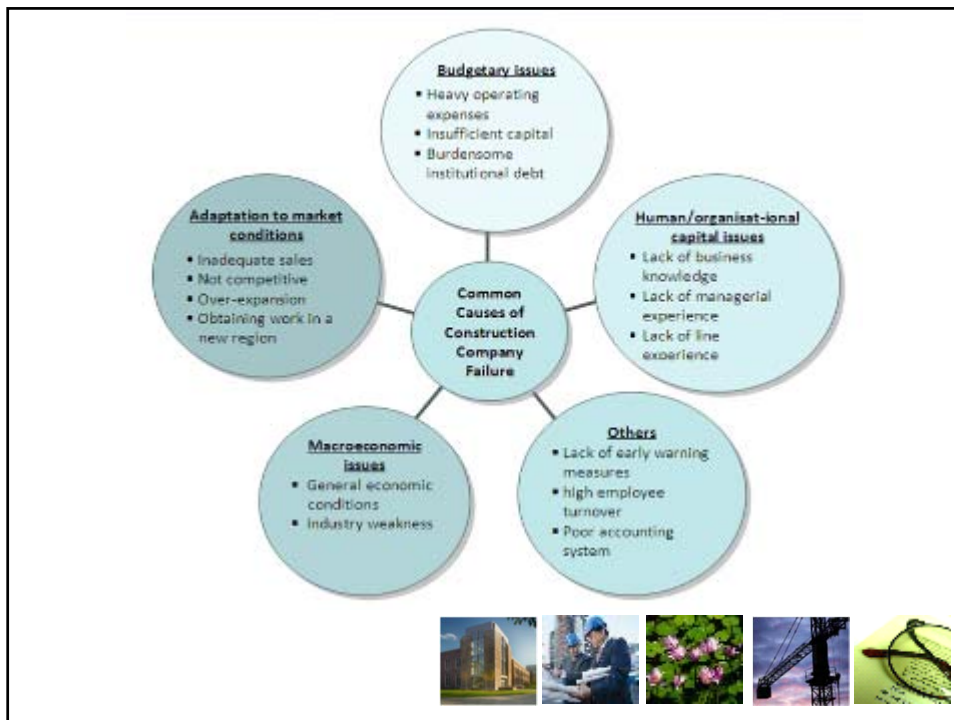 Budgetary issues
▪ Heavy operating
expenses
▪ Insufficient capital
▪ Burdensome
institutional debt
Human/organisat-ional
capital issues
▪ Lack of business
knowledge
▪ Lack of managerial
experience
▪ Lack of line
experience
Others
▪ Lack of early warning
measures
▪ high employee
turnover
▪ Poor accounting
system
Macroeconomic
issues
▪ General economic
conditions
▪ Industry weakness
Adaptation to market
conditions
▪ Inadequate sales
▪ Not competitive
▪ Over-expansion
▪ Obtaining work in a
new region
Common
Causes of
Construction
Company
Failure